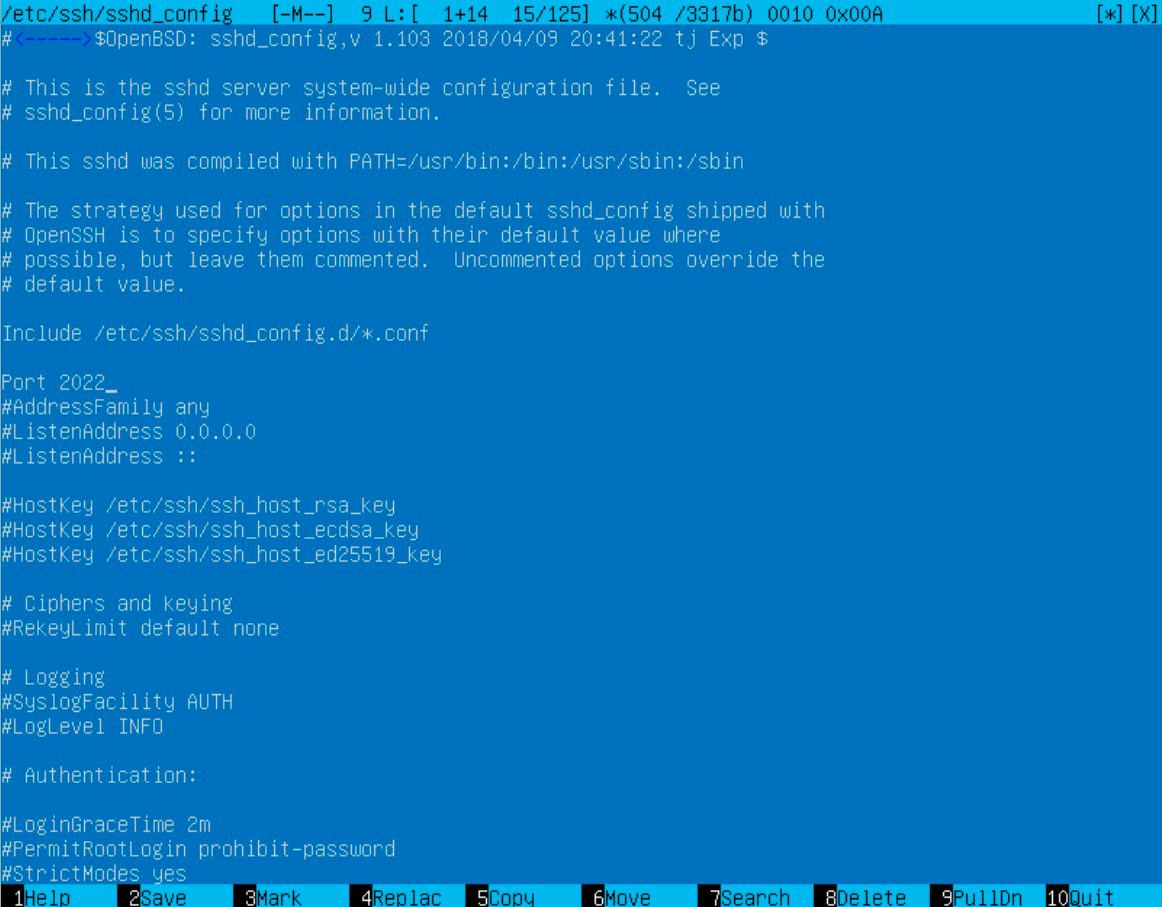 /etc/ssh/sshd_config [-M--] 9 L:[ 1+14 15/125] *(504 /3317b) 0010 0x00A [*][X]
#<----->$OpenBSD: sshd_config,v 1.103 2018/04/09 20:41:22 tj Exp $
# This is the sshd server system-wide configuration file. See
# sshd_config(5) for more information.
# This sshd was compiled with PATH=/usr/bin:/bin:/usr/sbin:/sbin
# The strategy used for options in the default sshd_config shipped with
# OpenSSH is to specify options with their default value where
# possible, but leave them commented. Uncommented options override the
# default value.
Include /etc/ssh/sshd_config.d/*.conf
Port 2022_
#AddressFamily any
#ListenAddress 0.0.0.0
#ListenAddress ::
#HostKey /etc/ssh/ssh_host_rsa_key
#HostKey /etc/ssh/ssh_host_ecdsa_key
#HostKey /etc/ssh/ssh_host_ed25519_key
# Ciphers and keying
#RekeyLimit default none
# Logging
#SyslogFacility AUTH
#LogLevel INFO
# Authentication:
#LoginGraceTime 2m
#PermitRootLogin prohibit-password
#StrictModes yes
1Help 2Save 3Mark 4Replac 5Copy 6Move 7Search 8Delete 9PullDn 10Quit